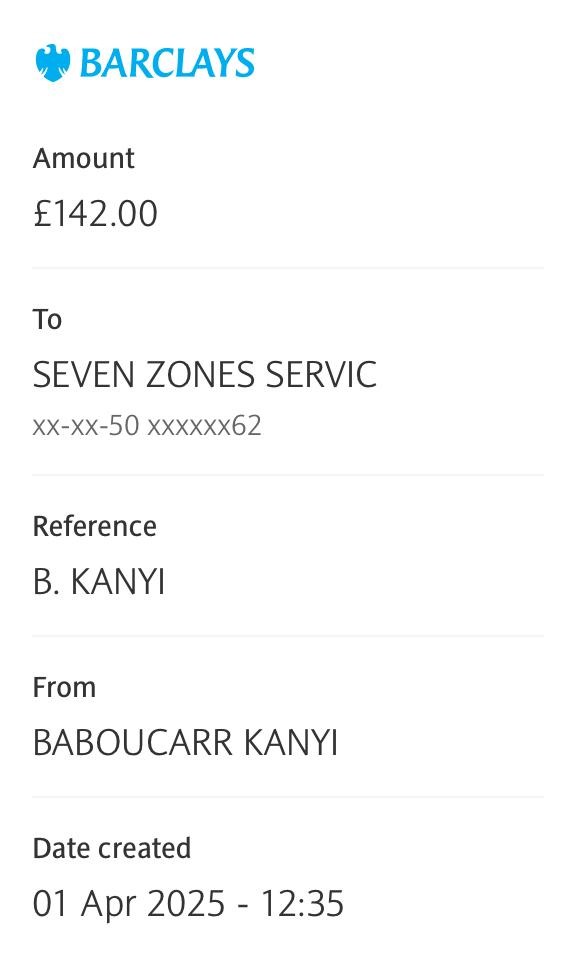 BARCLAYS
Amount
£142.00
To
SEVEN ZONES SERVIC
xx-xx-50 xxxxxx62
Reference
B. KANYI
From
BABOUCARR KANYI
Date created
01 Apr 2025 - 12:35